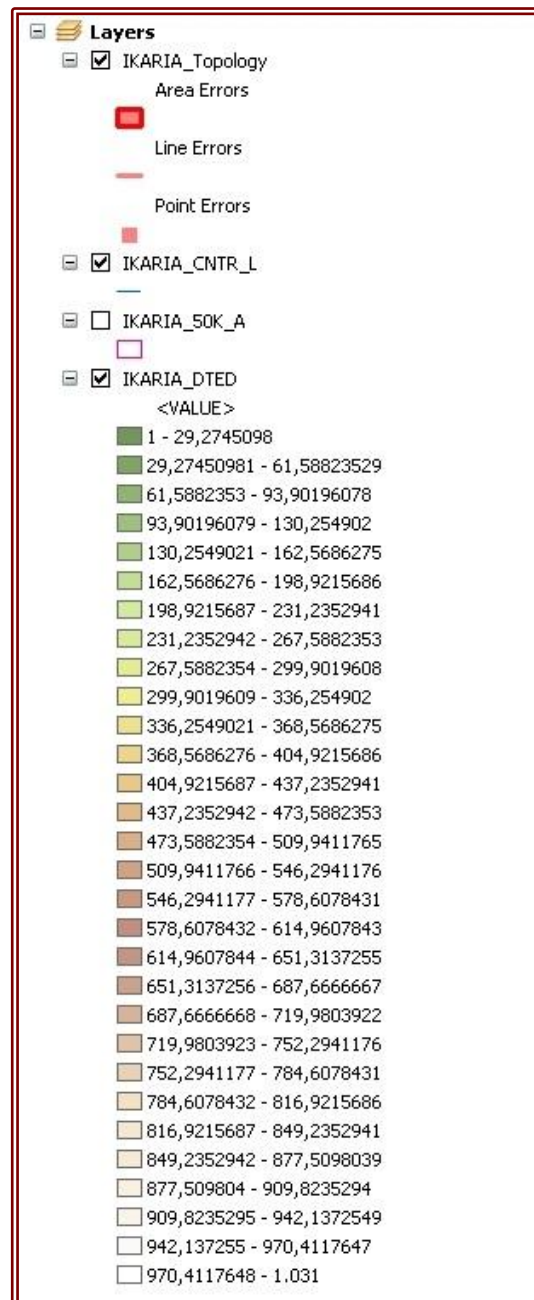 Layers
IKARIA_Topology
Area Errors
Line Errors
Point Errors
IKARIA_CNTR_L
IKARIA_50K_A
IKARIA_DTED
<VALUE>
1 - 29,2745098
29,27450981 - 61,58823529
61,5882353 - 93,90196078
93,90196079 - 130,254902
130,2549021 - 162,5686275
162,5686276 - 198,9215686
198,9215687 - 231,2352941
231,2352942 - 267,5882353
267,5882354 - 299,9019608
299,9019609 - 336,254902
336,2549021 - 368,5686275
368,5686276 - 404,9215686
404,9215687 - 437,2352941
437,2352942 - 473,5882353
473,5882354 - 509,9411765
509,9411766 - 546,2941176
546,2941177 - 578,6078431
578,6078432 - 614,9607843
614,9607844 - 651,3137255
651,3137256 - 687,6666667
687,6666668 - 719,9803922
719,9803923 - 752,2941176
752,2941177 - 784,6078431
784,6078432 - 816,9215686
816,9215687 - 849,2352941
849,2352942 - 877,5098039
877,509804 - 909,8235294
909,8235295 - 942,1372549
942,137255 - 970,4117647
970,4117648 - 1.031